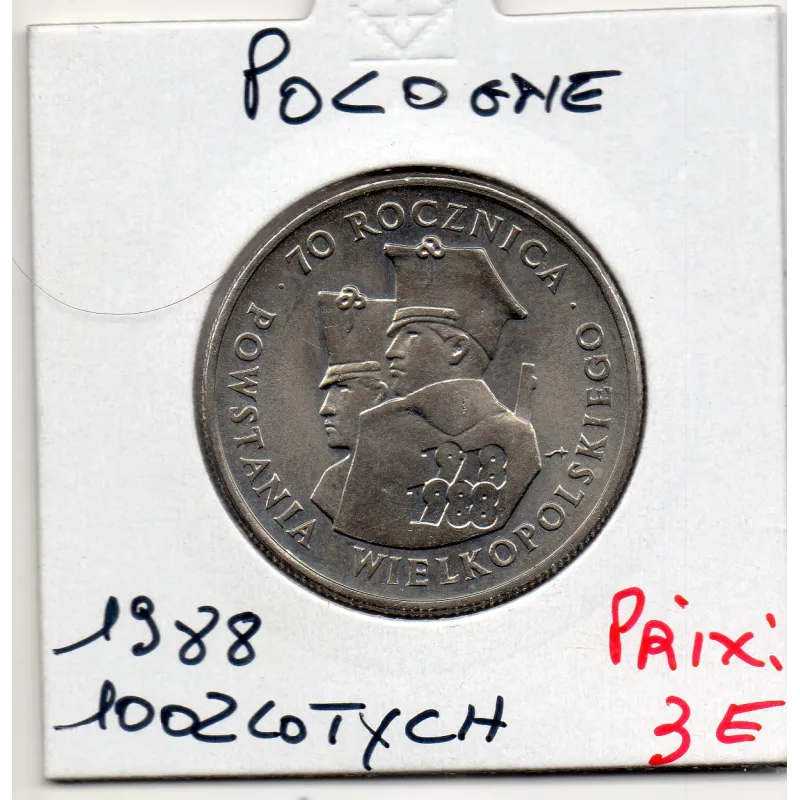 POLOGNE
· 70 ROCZNICA ·
POWSTANIA WIELKOPOLSKIEGO
1918
1988
1988
100 ZLOTYCH
PRIX:
3E